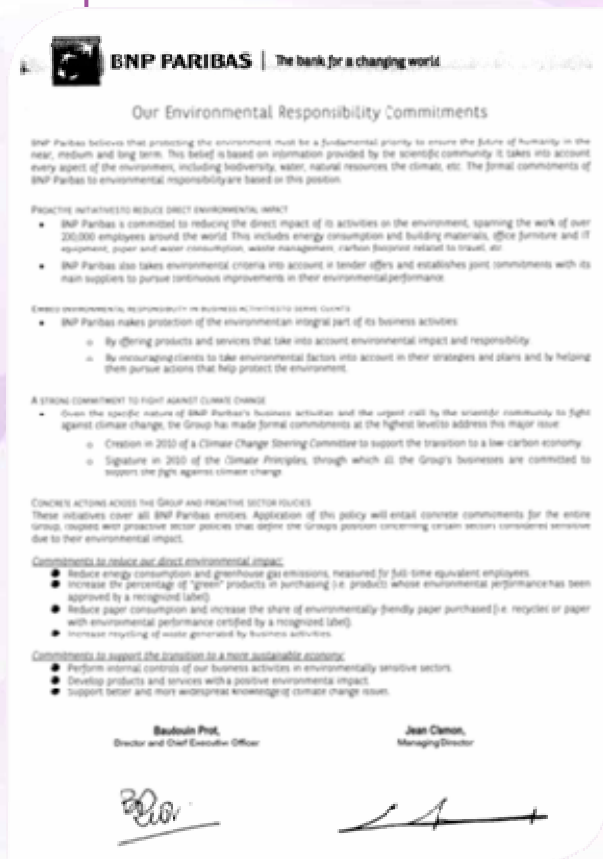 BNP PARIBAS | The bank for a changing world
Our Environmental Responsibility Commitments
BNP Paribas believes that protecting the environment must be a fundamental priority to ensure the future of humanity in the
near, medium and long term. This belief is based on information provided by the scientific community. It takes into account
every aspect of the environment, including biodiversity, water, natural resources, the climate, etc. The formal commitments of
BNP Paribas to environmental responsibility are based on this position.
PROACTIVE INITIATIVES TO REDUCE DIRECT ENVIRONMENTAL IMPACT
• BNP Paribas is committed to reducing the direct impact of its activities on the environment, spanning the work of over
200,000 employees around the world. This includes energy consumption and building materials, office furniture and IT
equipment, paper and water consumption, waste management, carbon footprint related to travel, etc.
• BNP Paribas also takes environmental criteria into account in tender offers and establishes joint commitments with its
main suppliers to pursue continuous improvements in their environmental performance.
EMBED ENVIRONMENTAL RESPONSIBILITY IN BUSINESS ACTIVITIES TO SERVE CLIENTS
• BNP Paribas makes protection of the environment an integral part of its business activities:
o By offering products and services that take into account environmental impact and responsibility.
o By encouraging clients to take environmental factors into account in their strategies and plans and by helping
them pursue actions that help protect the environment.
A STRONG COMMITMENT TO FIGHT AGAINST CLIMATE CHANGE
• Given the specific nature of BNP Paribas's business activities and the urgent call by the scientific community to fight
against climate change, the Group has made formal commitments at the highest level to address this major issue:
o Creation in 2010 of a Climate Change Steering Committee to support the transition to a low-carbon economy.
o Signature in 2010 of the Climate Principles, through which all the Group's businesses are committed to
support the fight against climate change.
CONCRETE ACTIONS ACROSS THE GROUP AND PROACTIVE SECTOR POLICIES
These initiatives cover all BNP Paribas entities. Application of this policy will entail concrete commitments for the entire
Group, coupled with proactive sector policies that define the Group's position concerning certain sectors considered sensitive
due to their environmental impact.
Commitments to reduce our direct environmental impact:
● Reduce energy consumption and greenhouse gas emissions, measured for full-time equivalent employees.
● Increase the percentage of "green" products in purchasing (i.e. products whose environmental performance has been
approved by a recognized label).
● Reduce paper consumption and increase the share of environmentally-friendly paper purchased (i.e. recycles or paper
with environmental performance certified by a recognized label).
● Increase recycling of waste generated by business activities.
Commitments to support the transition to a more sustainable economy:
● Perform internal controls of our business activities in environmentally sensitive sectors.
● Develop products and services with a positive environmental impact.
● Support better and more widespread knowledge of climate change issues.
Baudouin Prot,
Director and Chief Executive Officer
Jean Clamon,
Managing Director